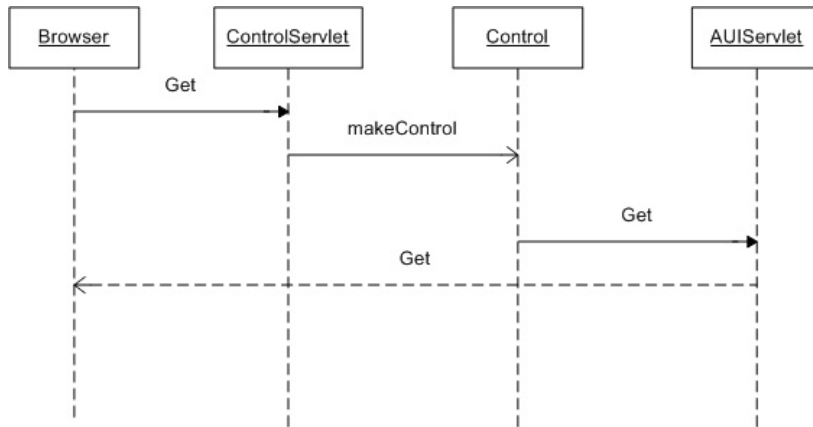 Browser
ControlServlet
Control
AUIServlet
Get
makeControl
Get
Get